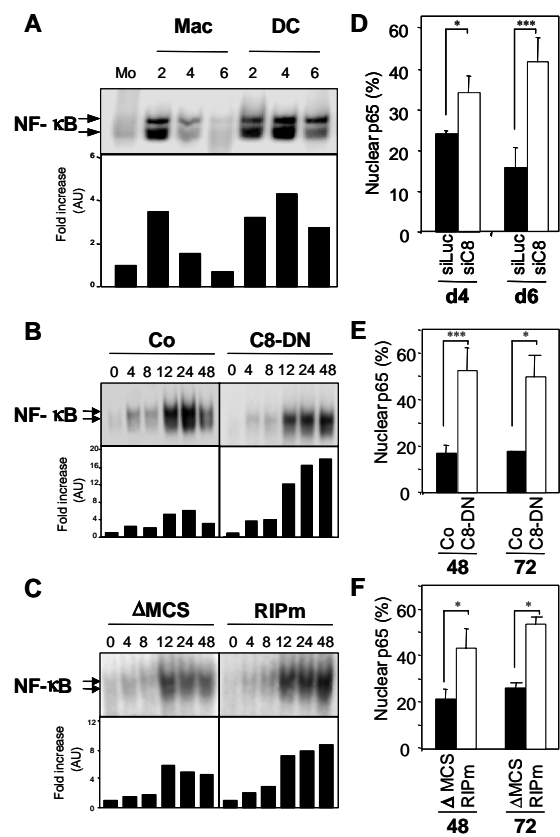 A
Mac DC
Mo 2 4 6 2 4 6
NF- κB
Fold increase
(AU)
6
4
2
0
B
Co C8-DN
0 4 8 12 24 48 0 4 8 12 24 48
NF-κB
Fold increase
(AU)
20
16
12
8
4
0
C
ΔMCS RIPm
0 4 8 12 24 48 0 4 8 12 24 48
NF-κB
Fold increase
(AU)
12
8
4
0
D
Nuclear p65 (%)
50
40
30
20
10
0
* ***
siLuc siC8 siLuc siC8
d4 d6
E
Nuclear p65 (%)
60
40
20
0
*** *
Co C8-DN Co C8-DN
48 72
F
Nuclear p65 (%)
60
40
20
0
* *
Δ MCS RIPm ΔMCS RIPm
48 72